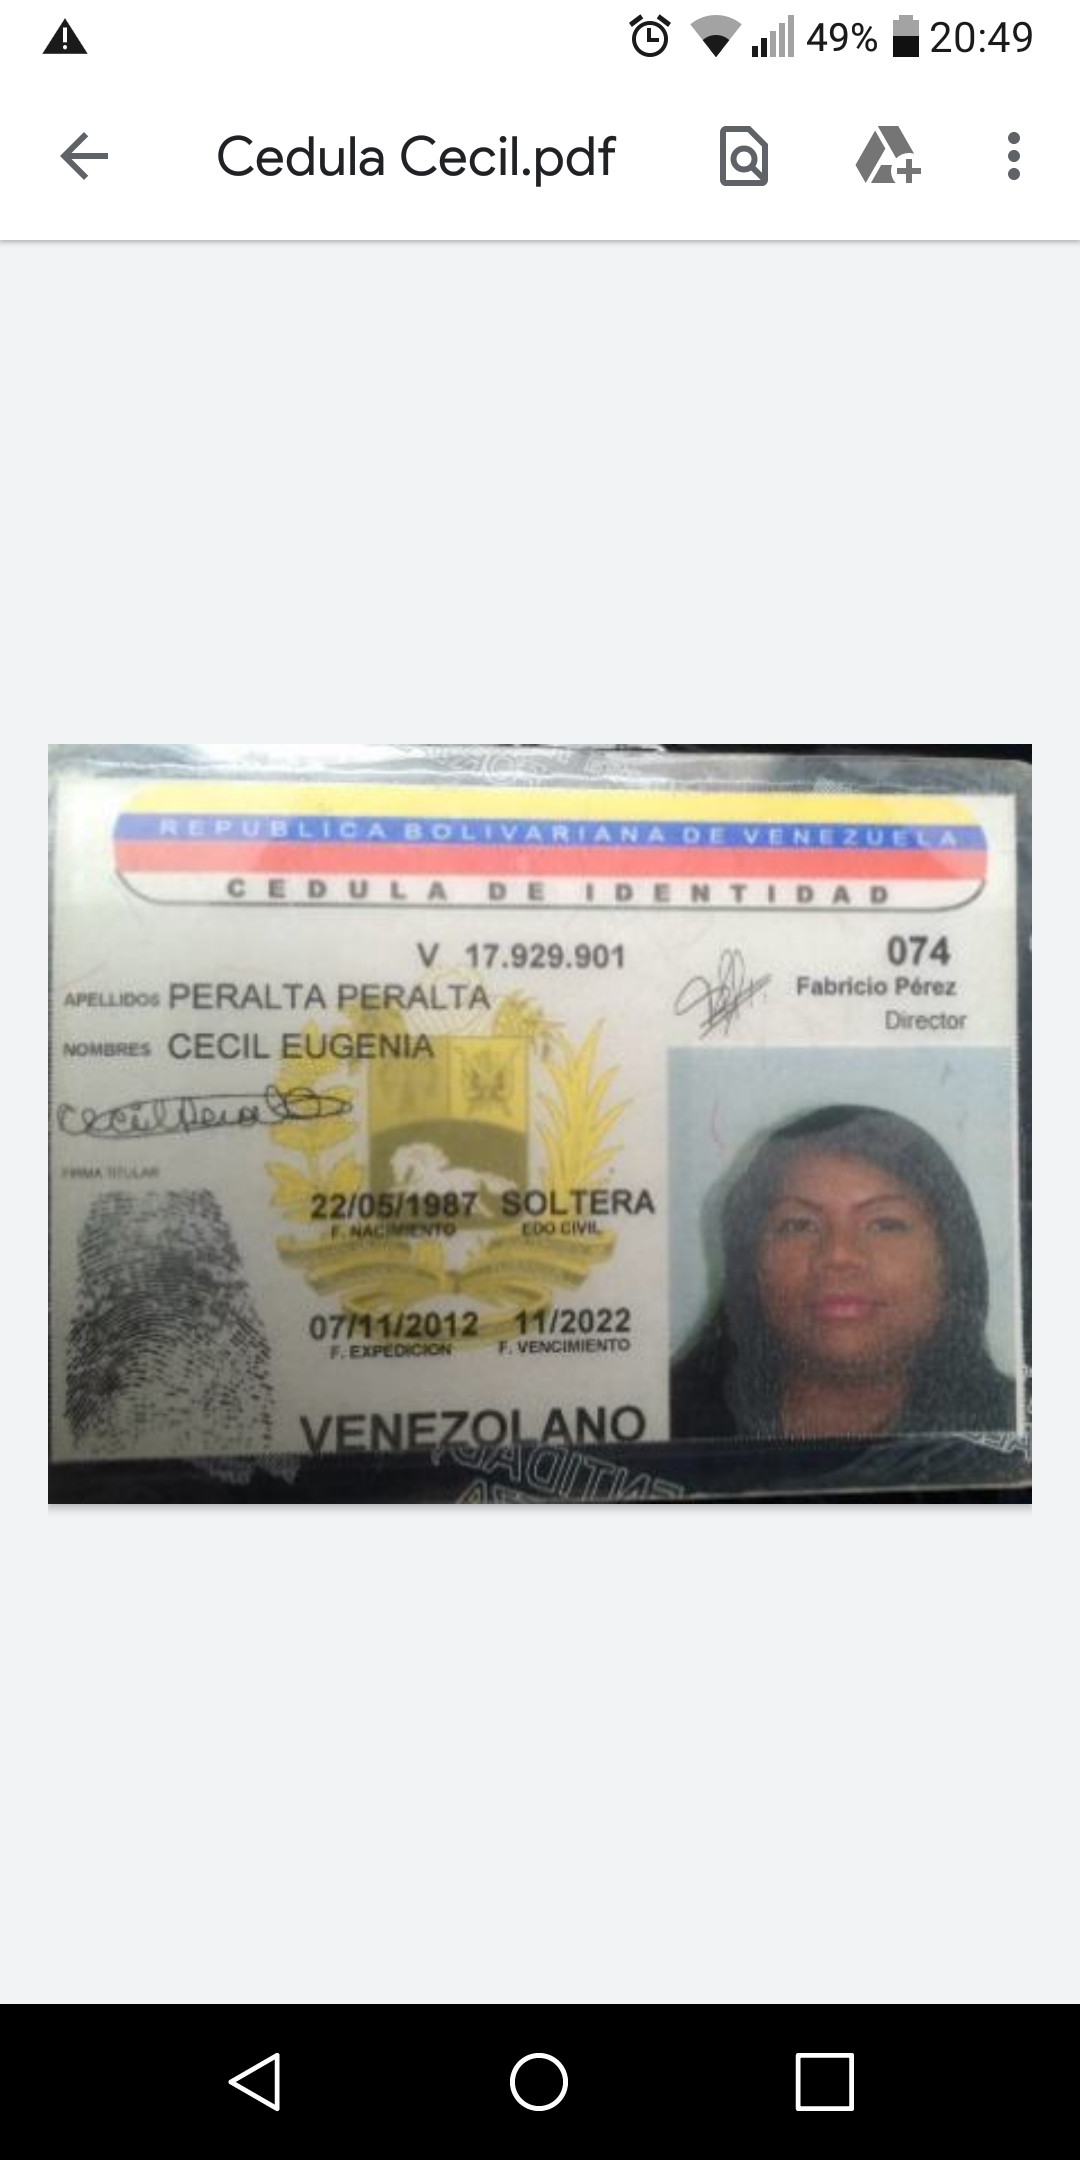 49% 20:49
Cedula Cecil.pdf
REPUBLICA BOLIVARIANA DE VENEZUELA
CEDULA DE IDENTIDAD
V 17.929.901
074
Fabricio Pérez
Director
APELLIDOS PERALTA PERALTA
NOMBRES CECIL EUGENIA
FIRMA TITULAR
22/05/1987 SOLTERA
F. NACIMIENTO EDO CIVIL
07/11/2012 11/2022
F. EXPEDICION F. VENCIMIENTO
VENEZOLANO